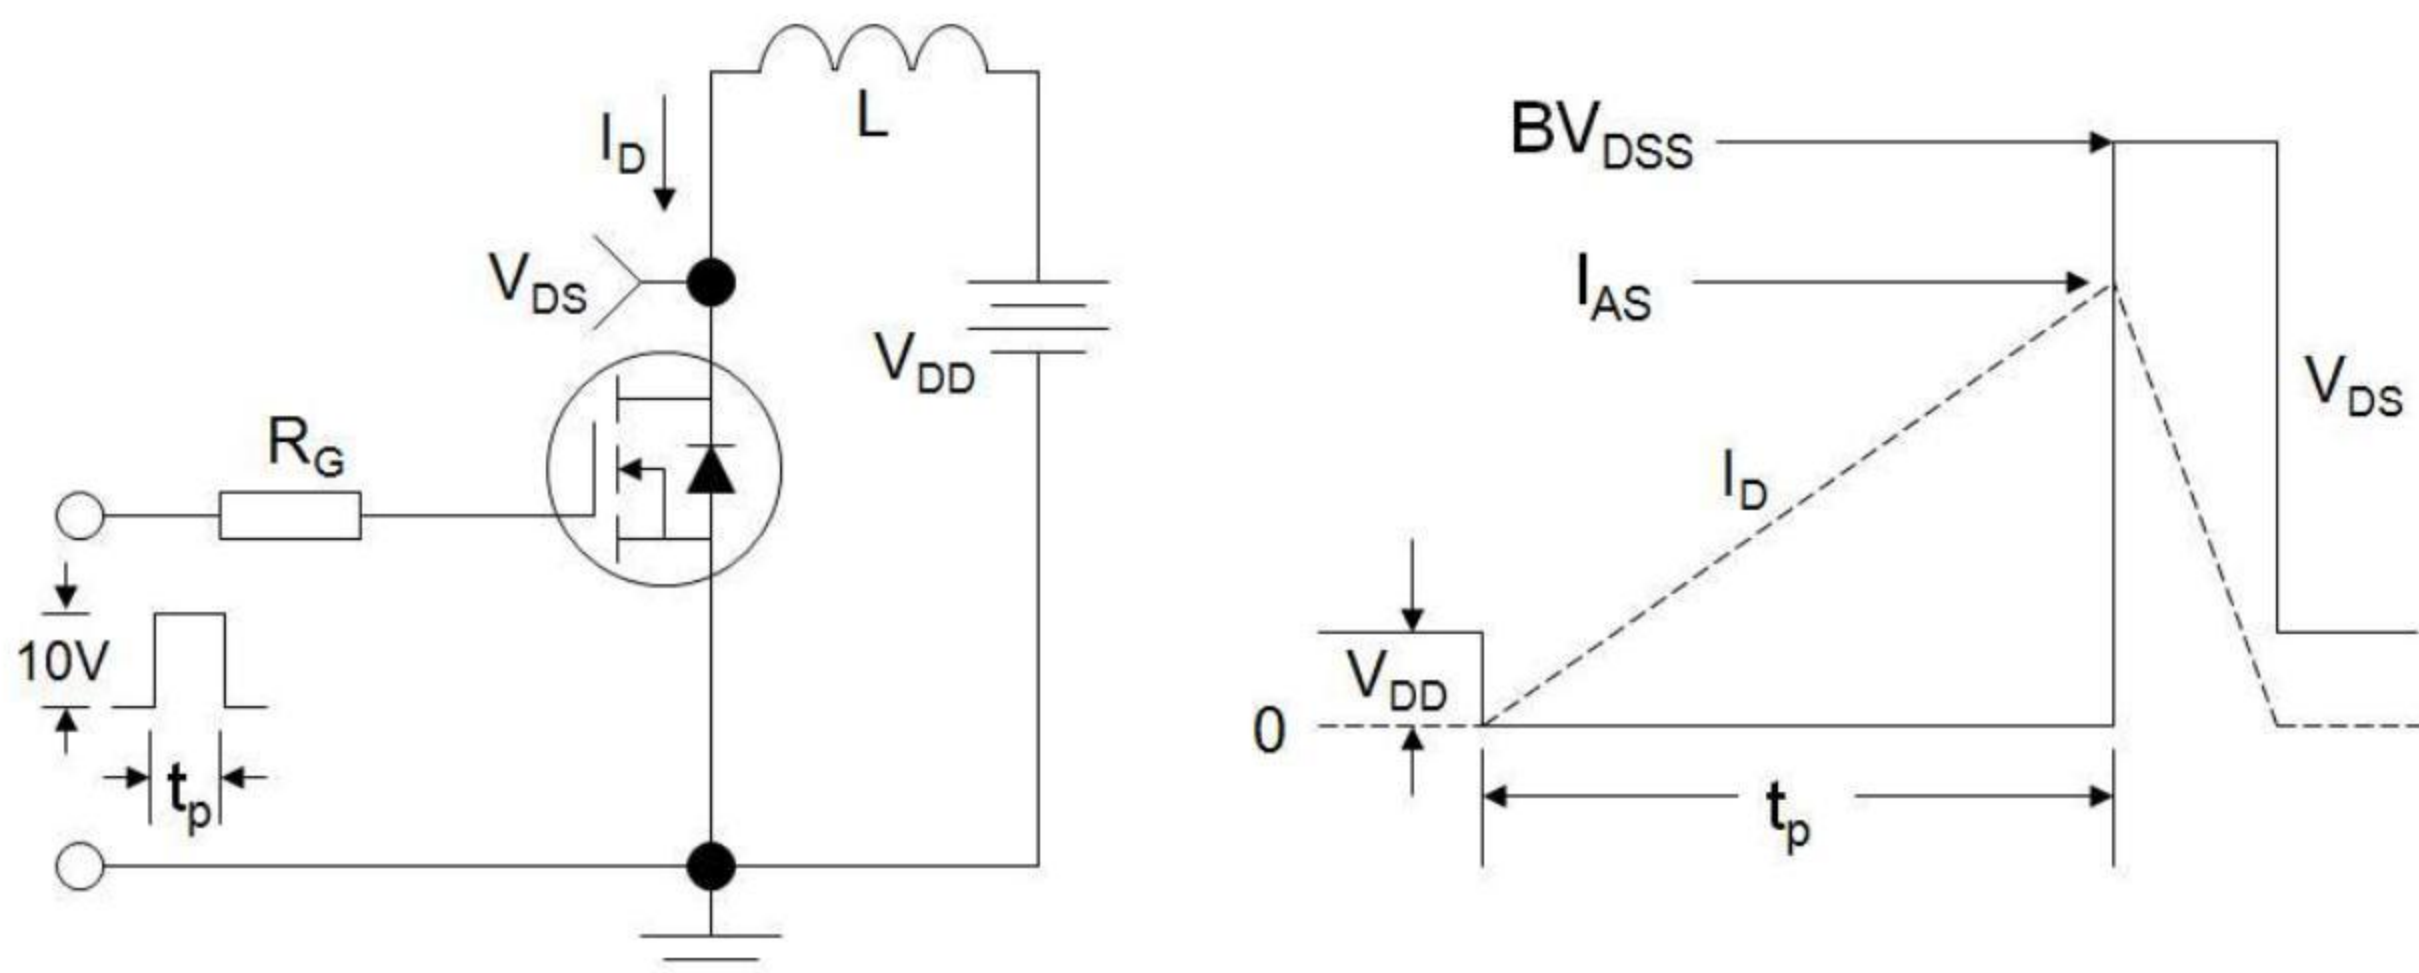 L
I_D
V_DS
V_DD
R_G
10V
t_p
BV_DSS
I_AS
V_DS
I_D
V_DD
0
t_p